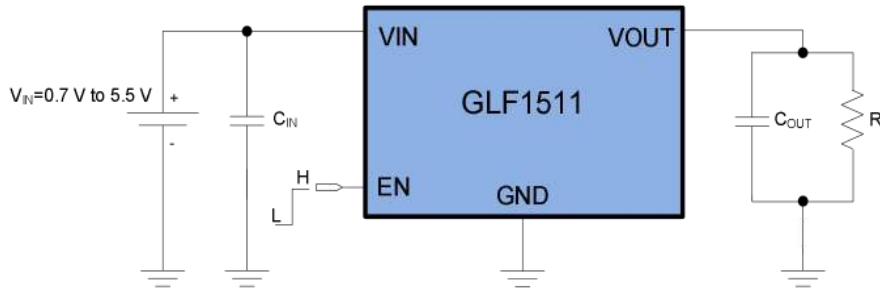 VIN
VOUT
V_IN=0.7 V to 5.5 V
+
-
C_IN
GLF1511
C_OUT
R
H
L
EN
GND